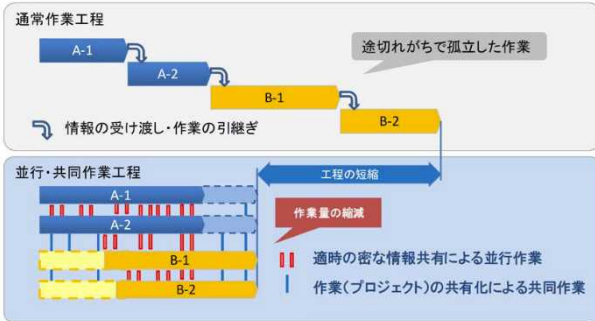 通常作業工程
A-1
途切れがちで孤立した作業
A-2
B-1
B-2
情報の受け渡し・作業の引継ぎ
並行・共同作業工程
工程の短縮
A-1
作業量の縮減
A-2
B-1
適時の密な情報共有による並行作業
B-2
作業(プロジェクト)の共有化による共同作業